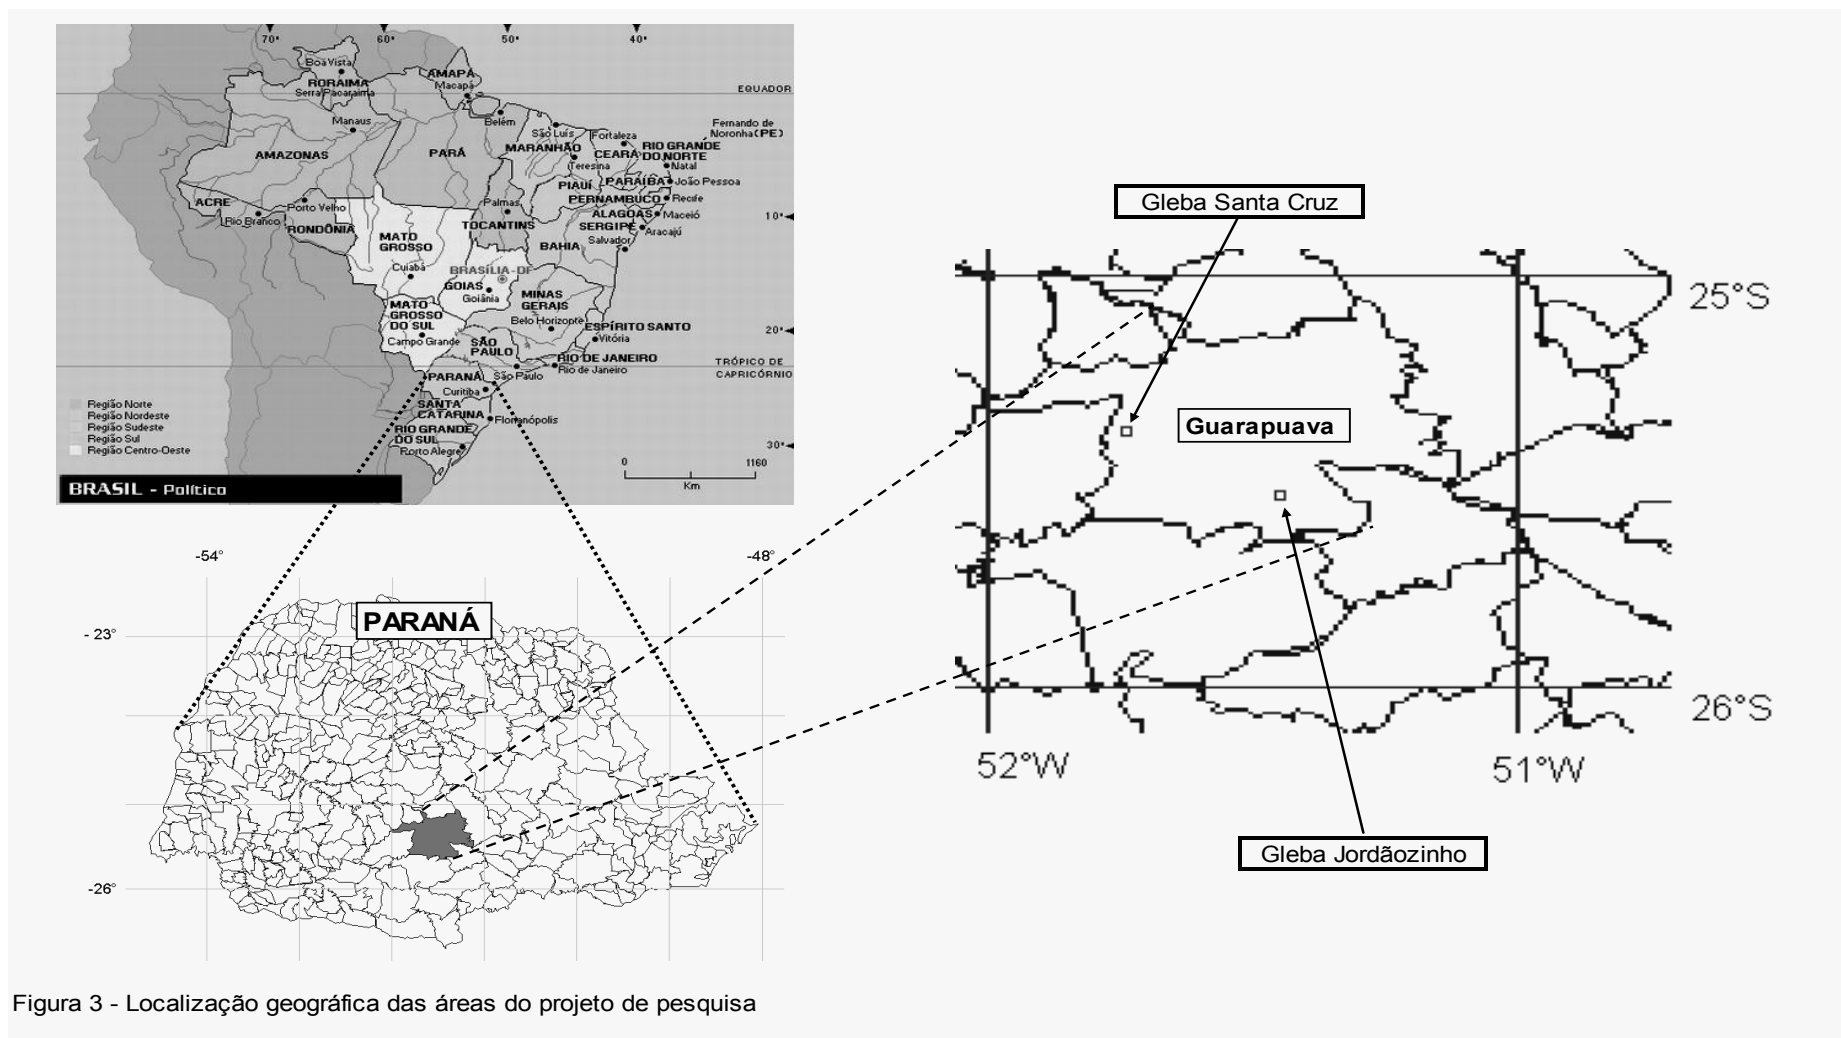 70°
60°
50°
40°
Boa Vista
RORAIMA
Serra Pacaraima
AMAPÁ
Macapá
EQUADOR
Manaus
Belém
São Luís
Fortaleza
Fernando de
Noronha(PE)
AMAZONAS
PARÁ
MARANHÃO
CEARÁ
RIO GRANDE
DO NORTE
Teresina
Natal
PIAUÍ
PARAÍBA
João Pessoa
ACRE
Porto Velho
Palmas
PERNAMBUCO
Recife
Rio Branco
RONDÔNIA
TOCANTINS
ALAGOAS
Maceió
10°
SERGIPE
Aracajú
MATO
GROSSO
BAHIA
Salvador
Cuiabá
BRASÍLIA-DF
GOIÁS
Goiânia
MINAS
GERAIS
MATO
GROSSO
DO SUL
Belo Horizonte
ESPÍRITO SANTO
20°
Campo Grande
SÃO
PAULO
Vitória
RIO DE JANEIRO
Rio de Janeiro
TRÓPICO DE
CAPRICÓRNIO
PARANÁ
São Paulo
Curitiba
SANTA
CATARINA
Florianópolis
RIO GRANDE
DO SUL
Porto Alegre
30°
Região Norte
Região Nordeste
Região Sudeste
Região Sul
Região Centro-Oeste
0
1160
Km
BRASIL - Político
Gleba Santa Cruz
25°S
Guarapuava
26°S
52°W
51°W
Gleba Jordãozinho
-54°
-48°
- 23°
PARANÁ
-26°
Figura 3 - Localização geográfica das áreas do projeto de pesquisa